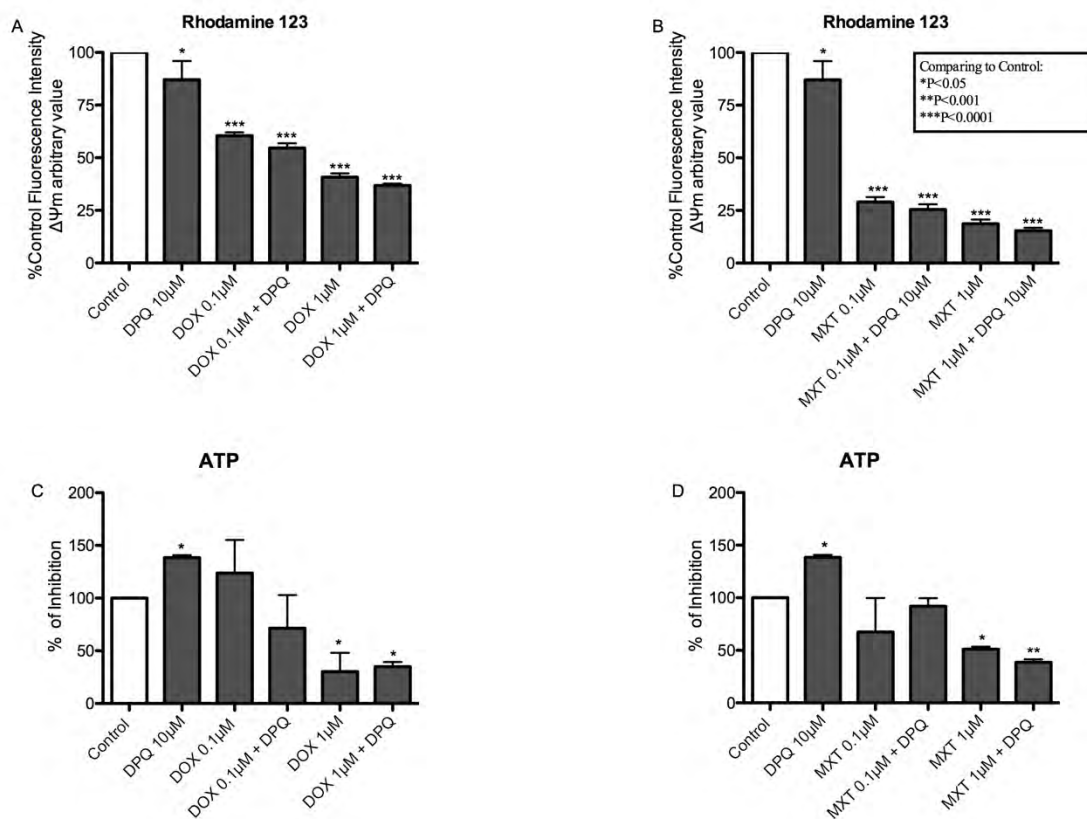 A
Rhodamine 123
%Control Fluorescence Intensity
ΔΨm arbitrary value
100
75
50
25
0
*
***
***
***
***
Control
DPQ 10µM
DOX 0.1µM
DOX 0.1µM + DPQ
DOX 1µM
DOX 1µM + DPQ
B
Rhodamine 123
%Control Fluorescence Intensity
ΔΨm arbitrary value
100
75
50
25
0
*
***
***
***
***
Comparing to Control:
*P<0.05
**P<0.001
***P<0.0001
Control
DPQ 10µM
MXT 0.1µM
MXT 0.1µM + DPQ 10µM
MXT 1µM
MXT 1µM + DPQ 10µM
C
ATP
% of Inhibition
200
150
100
50
0
*
*
*
Control
DPQ 10µM
DOX 0.1µM
DOX 0.1µM + DPQ
DOX 1µM
DOX 1µM + DPQ
D
ATP
% of Inhibition
200
150
100
50
0
*
*
**
Control
DPQ 10µM
MXT 0.1µM
MXT 0.1µM + DPQ
MXT 1µM
MXT 1µM + DPQ